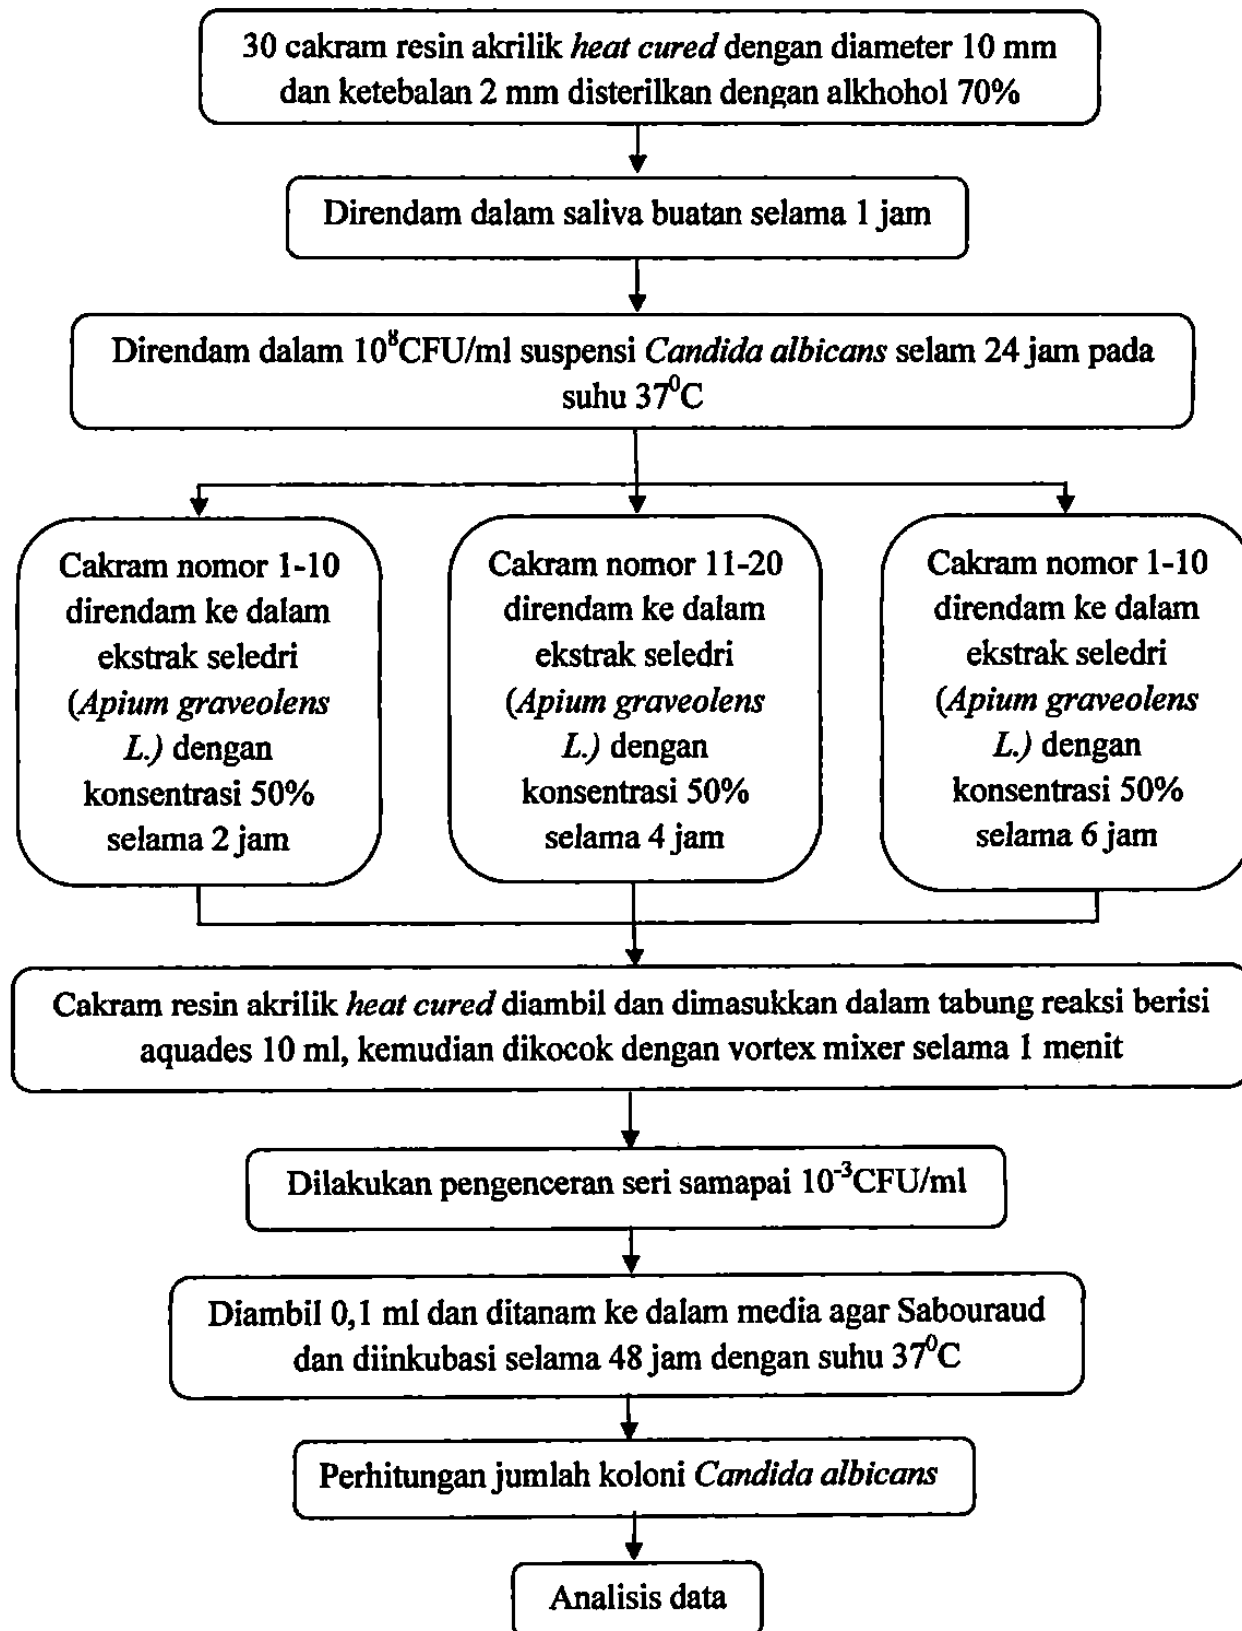 30 cakram resin akrilik heat cured dengan diameter 10 mm
dan ketebalan 2 mm disterilkan dengan alkhohol 70%
Direndam dalam saliva buatan selama 1 jam
Direndam dalam 10⁸CFU/ml suspensi Candida albicans selam 24 jam pada
suhu 37⁰C
Cakram nomor 1-10
direndam ke dalam
ekstrak seledri
(Apium graveolens
L.) dengan
konsentrasi 50%
selama 2 jam
Cakram nomor 11-20
direndam ke dalam
ekstrak seledri
(Apium graveolens
L.) dengan
konsentrasi 50%
selama 4 jam
Cakram nomor 1-10
direndam ke dalam
ekstrak seledri
(Apium graveolens
L.) dengan
konsentrasi 50%
selama 6 jam
Cakram resin akrilik heat cured diambil dan dimasukkan dalam tabung reaksi berisi
aquades 10 ml, kemudian dikocok dengan vortex mixer selama 1 menit
Dilakukan pengenceran seri samapai 10⁻³CFU/ml
Diambil 0,1 ml dan ditanam ke dalam media agar Sabouraud
dan diinkubasi selama 48 jam dengan suhu 37⁰C
Perhitungan jumlah koloni Candida albicans
Analisis data